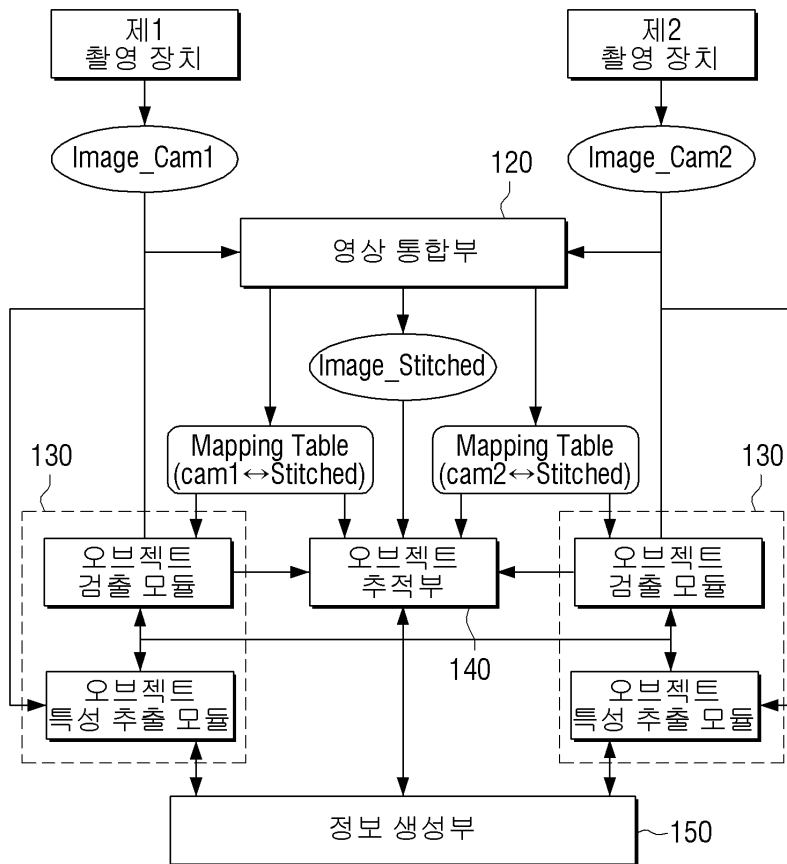 제1
촬영 장치
제2
촬영 장치
Image_Cam1
Image_Cam2
120
영상 통합부
Image_Stitched
Mapping Table
(cam1↔Stitched)
Mapping Table
(cam2↔Stitched)
130
130
오브젝트
검출 모듈
오브젝트
추적부
오브젝트
검출 모듈
140
오브젝트
특성 추출 모듈
오브젝트
특성 추출 모듈
정보 생성부
150